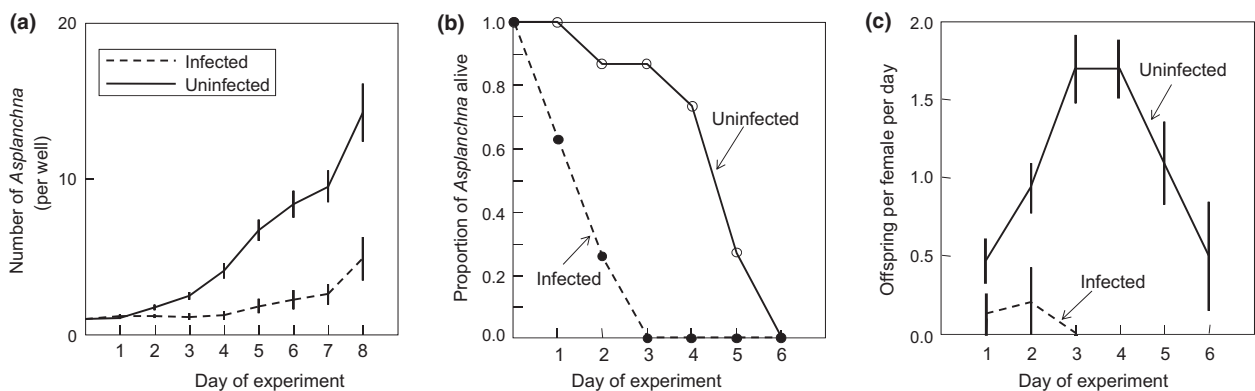 (a)
20
10
0
Number of Asplanchna
(per well)
Infected
Uninfected
1 2 3 4 5 6 7 8
Day of experiment
(b)
1.0
0.8
0.6
0.4
0.2
0.0
Proportion of Asplanchna alive
Uninfected
Infected
1 2 3 4 5 6
Day of experiment
(c)
2.0
1.5
1.0
0.5
0.0
Offspring per female per day
Uninfected
Infected
1 2 3 4 5 6
Day of experiment